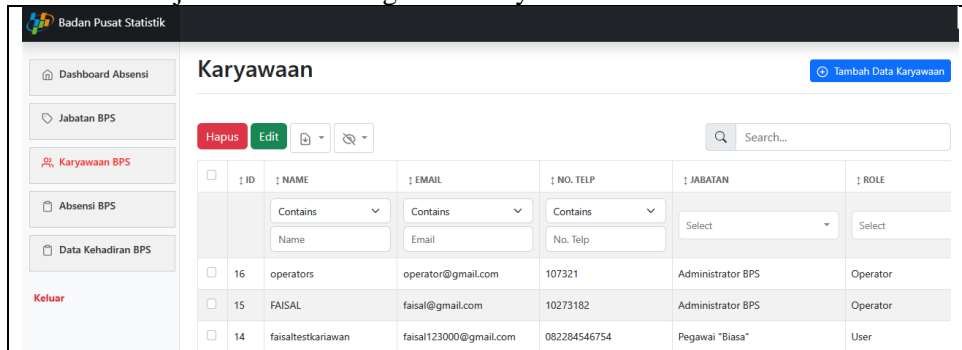 Badan Pusat Statistik
Dashboard Absensi
Jabatan BPS
Karyawaan BPS
Absensi BPS
Data Kehadiran BPS
Keluar
Karyawaan
Tambah Data Karyawaan
Hapus Edit
Search...
ID NAME EMAIL NO. TELP JABATAN ROLE
Contains Contains Contains Select Select
Name Email No. Telp
16 operators operator@gmail.com 107321 Administrator BPS Operator
15 FAISAL faisal@gmail.com 10273182 Administrator BPS Operator
14 faisaltestkariawan faisal123000@gmail.com 082284546754 Pegawai "Biasa" User